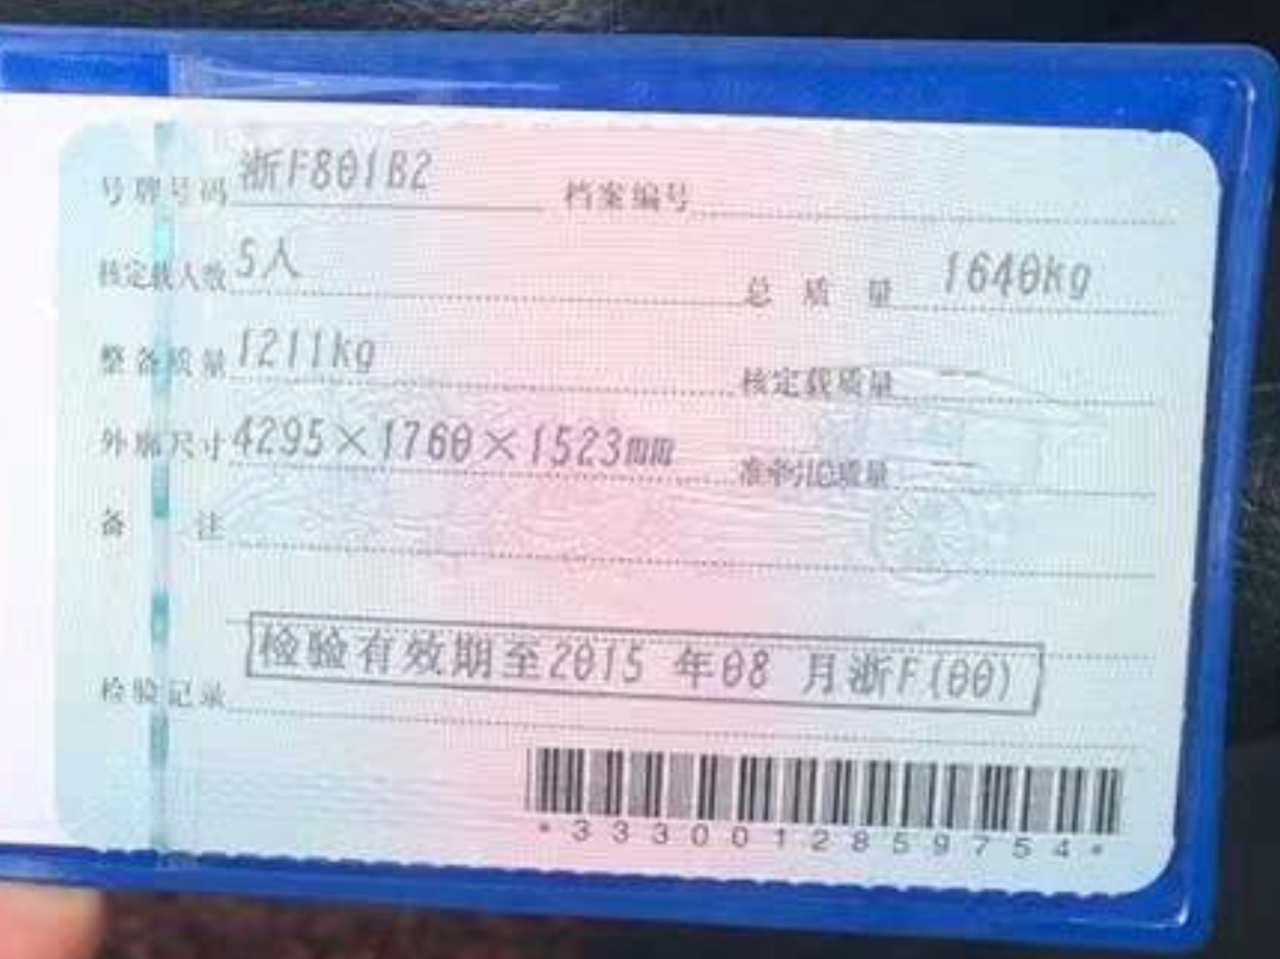 号牌号码 浙F801B2 档案编号
核定载人数 5人 总质量 1640kg
整备质量 1211kg 核定载质量
外廓尺寸 4295×1760×1523mm 准牵引总质量
备注
检验有效期至2015 年08 月浙F(00)
检验记录
*3330012859754*